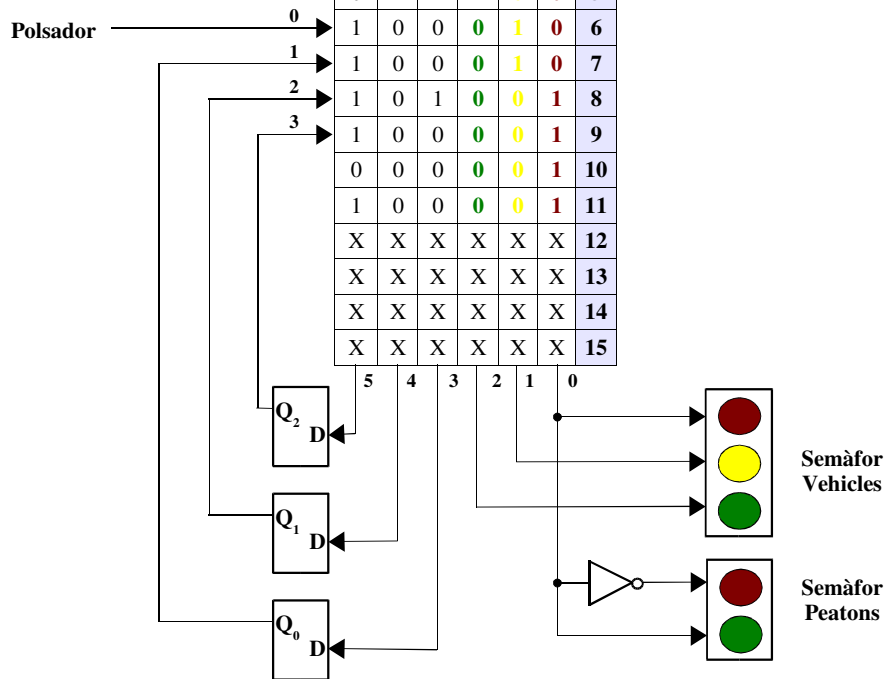 0
Polsador 1 0 0 0 1 0 6
1
1 0 0 0 1 0 7
2
1 0 1 0 0 1 8
3
1 0 0 0 0 1 9
0 0 0 0 0 1 10
1 0 0 0 0 1 11
X X X X X X 12
X X X X X X 13
X X X X X X 14
X X X X X X 15
5 4 3 2 1 0
Q2
D
Semàfor
Vehicles
Q1
D
Semàfor
Peatons
Q0
D